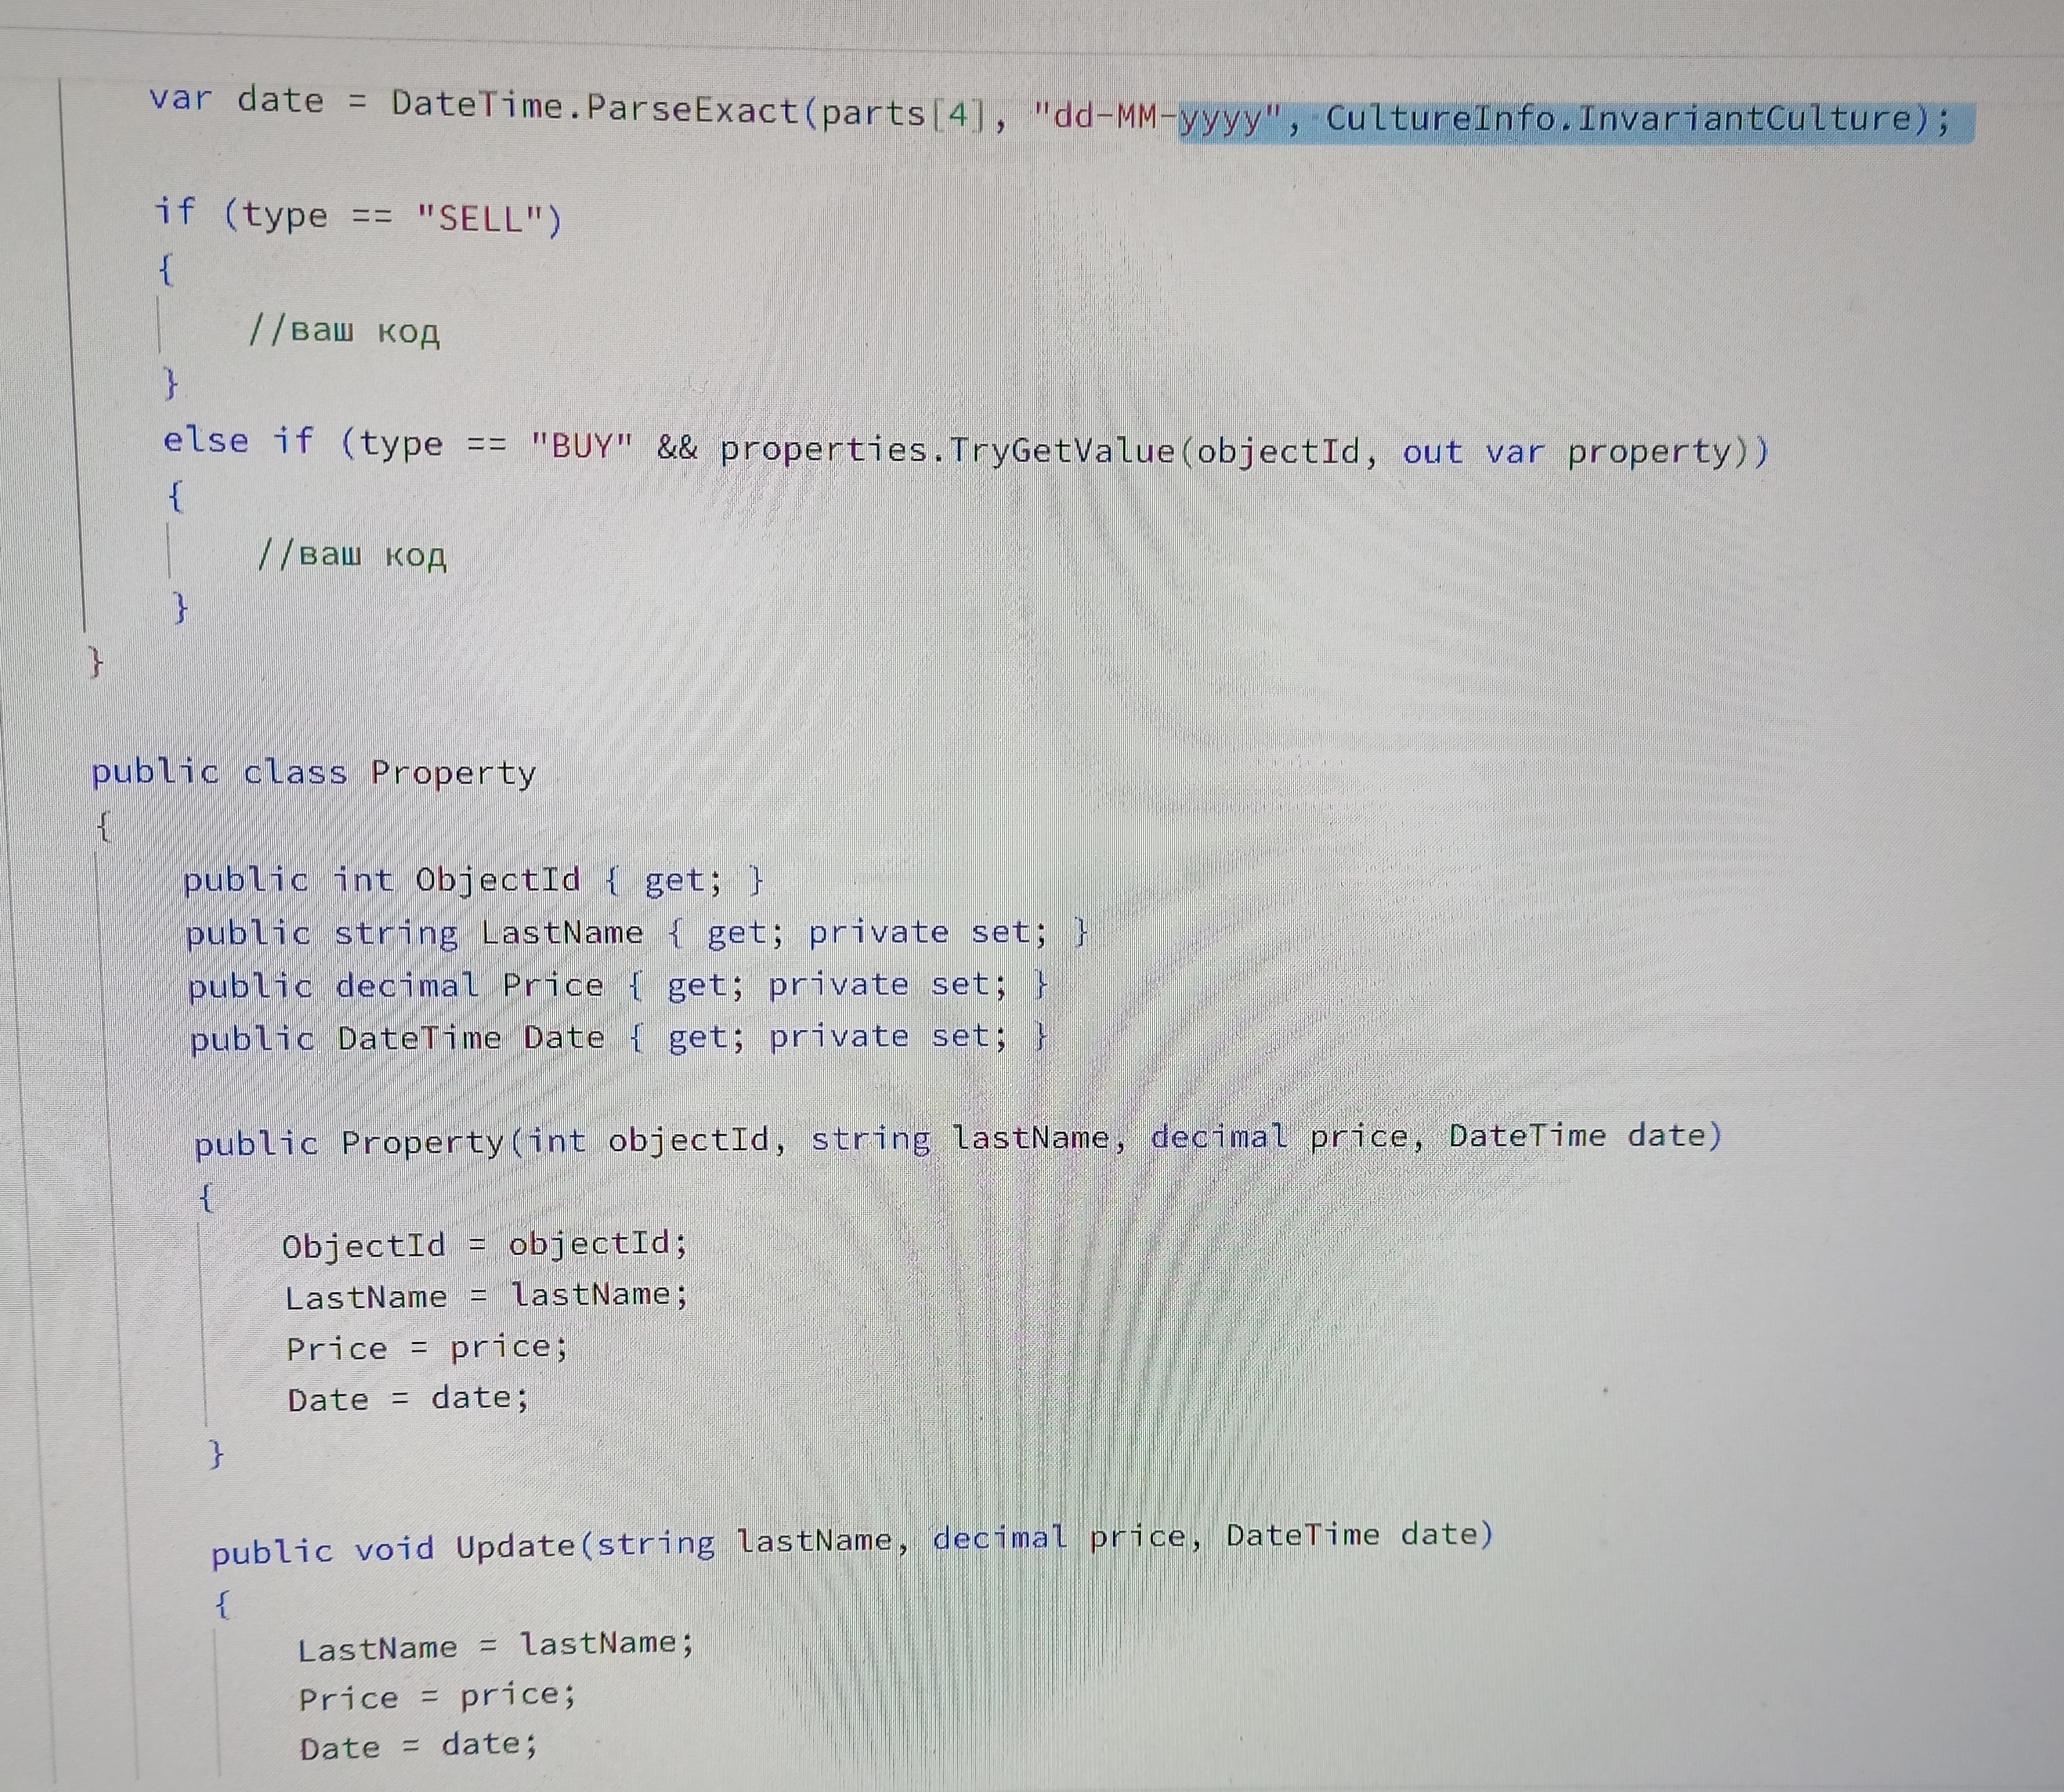 var date = DateTime.ParseExact(parts[4], "dd-MM-yyyy", CultureInfo.InvariantCulture);
if (type == "SELL")
{
//ваш код
}
else if (type == "BUY" && properties.TryGetValue(objectId, out var property))
{
//ваш код
}
}
public class Property
{
public int ObjectId { get; }
public string LastName { get; private set; }
public decimal Price { get; private set; }
public DateTime Date { get; private set; }
public Property(int objectId, string lastName, decimal price, DateTime date)
{
ObjectId = objectId;
LastName = lastName;
Price = price;
Date = date;
}
public void Update(string lastName, decimal price, DateTime date)
{
LastName = lastName;
Price = price;
Date = date;